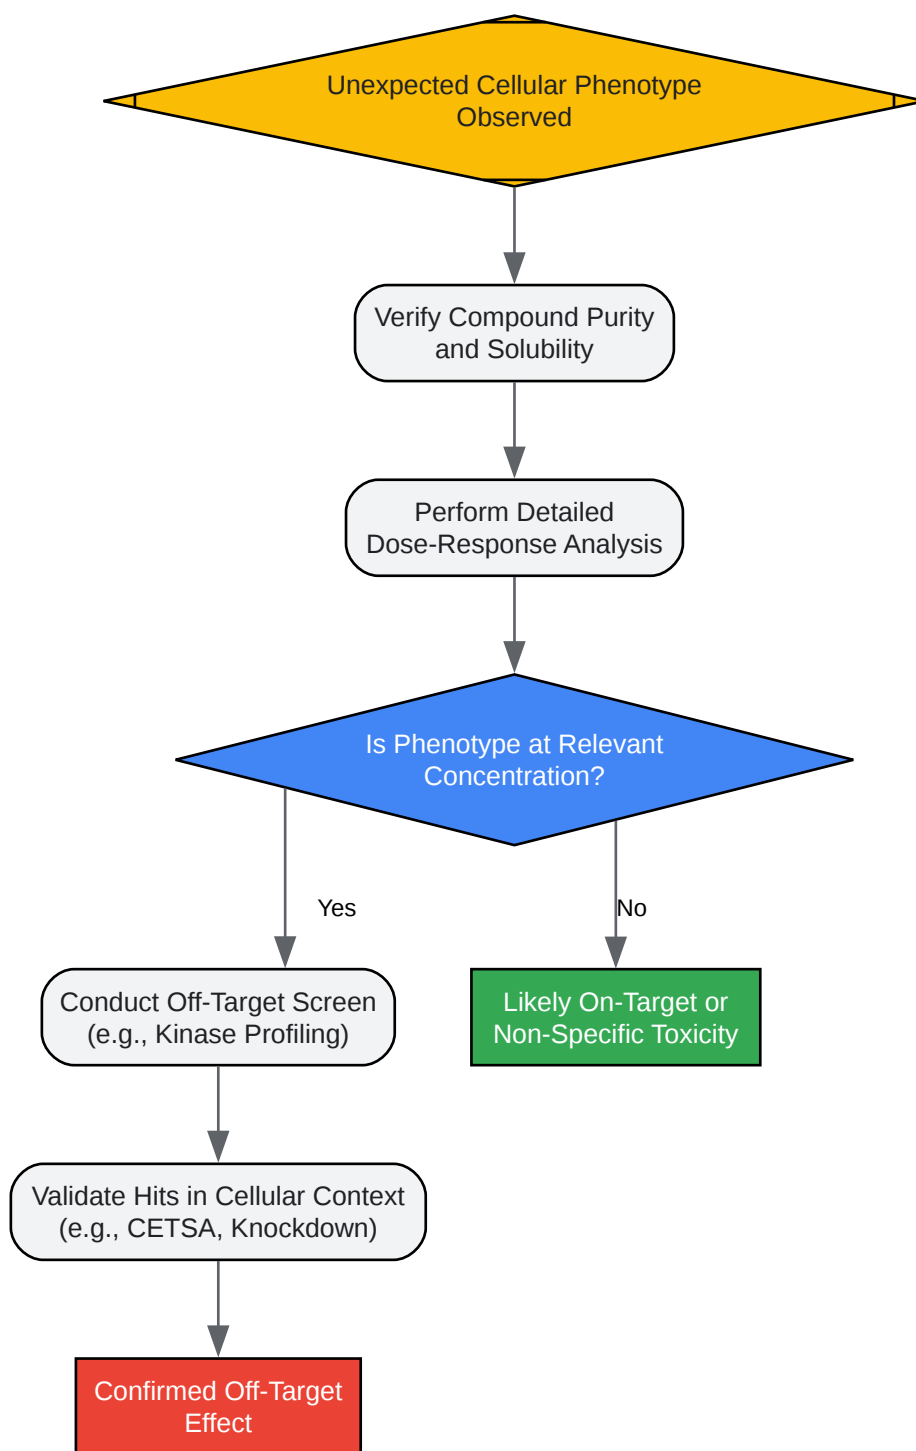 Unexpected Cellular Phenotype
Observed
Verify Compound Purity
and Solubility
Perform Detailed
Dose-Response Analysis
Is Phenotype at Relevant
Concentration?
Yes
No
Conduct Off-Target Screen
(e.g., Kinase Profiling)
Likely On-Target or
Non-Specific Toxicity
Validate Hits in Cellular Context
(e.g., CETSA, Knockdown)
Confirmed Off-Target
Effect